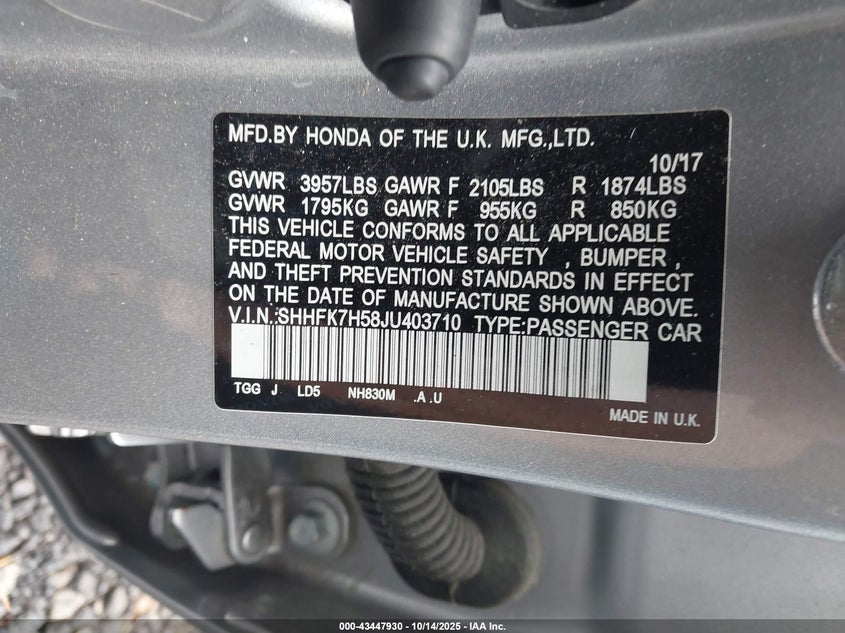 MFD.BY HONDA OF THE U.K. MFG.,LTD.
10/'17
GVWR 3957LBS GAWR F 2105LBS R 1874LBS
GVWR 1795KG GAWR F 955KG R 850KG
THIS VEHICLE CONFORMS TO ALL APPLICABLE
FEDERAL MOTOR VEHICLE SAFETY , BUMPER ,
AND THEFT PREVENTION STANDARDS IN EFFECT
ON THE DATE OF MANUFACTURE SHOWN ABOVE.
V.I.N.:SHHFK7H58JU403710 TYPE:PASSENGER CAR
TGG J LD5 NH830M .A .U
MADE IN U.K.
000-43447930 - 10/14/2025 - IAA Inc.